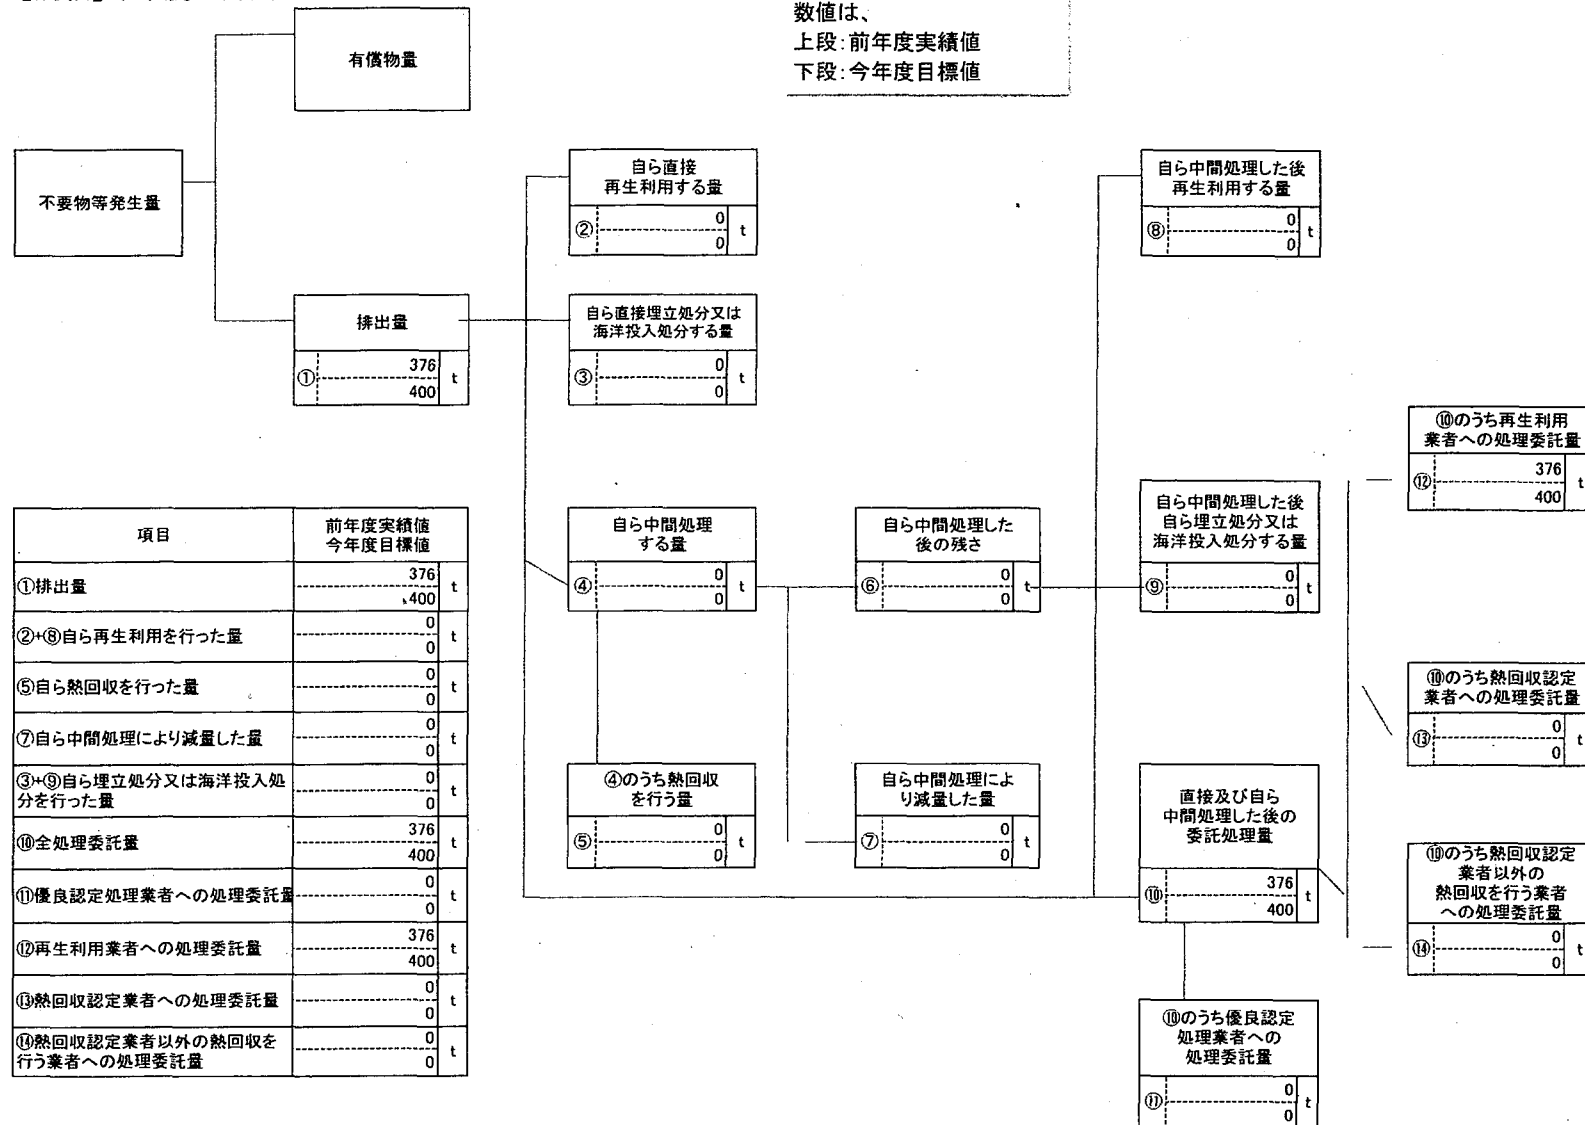 数値は、
上段:前年度実績値
下段:今年度目標値
有償物量
不要物等発生量
排出量
① 376 t
400
自ら直接
再生利用する量
② 0 t
0
自ら直接埋立処分又は
海洋投入処分する量
③ 0 t
0
自ら中間処理
する量
④ 0 t
0
④のうち熱回収
を行う量
⑤ 0 t
0
自ら中間処理した
後の残さ
⑥ 0 t
0
自ら中間処理によ
り減量した量
⑦ 0 t
0
自ら中間処理した後
再生利用する量
⑧ 0 t
0
自ら中間処理した後
自ら埋立処分又は
海洋投入処分する量
⑨ 0 t
0
直接及び自ら
中間処理した後の
委託処理量
⑩ 376 t
400
⑩のうち優良認定
処理業者への
処理委託量
⑪ 0 t
0
⑩のうち再生利用
業者への処理委託量
⑫ 376 t
400
⑩のうち熱回収認定
業者への処理委託量
⑬ 0 t
0
⑩のうち熱回収認定
業者以外の
熱回収を行う業者
への処理委託量
⑭ 0 t
0
項目 前年度実績値
今年度目標値
①排出量 376 t
400
②+⑧自ら再生利用を行った量 0 t
0
⑤自ら熱回収を行った量 0 t
0
⑦自ら中間処理により減量した量 0 t
0
③+⑨自ら埋立処分又は海洋投入処 0 t
分を行った量 0
⑩全処理委託量 376 t
400
⑪優良認定処理業者への処理委託量 0 t
0
⑫再生利用業者への処理委託量 376 t
400
⑬熱回収認定業者への処理委託量 0 t
0
⑭熱回収認定業者以外の熱回収を 0 t
行う業者への処理委託量 0